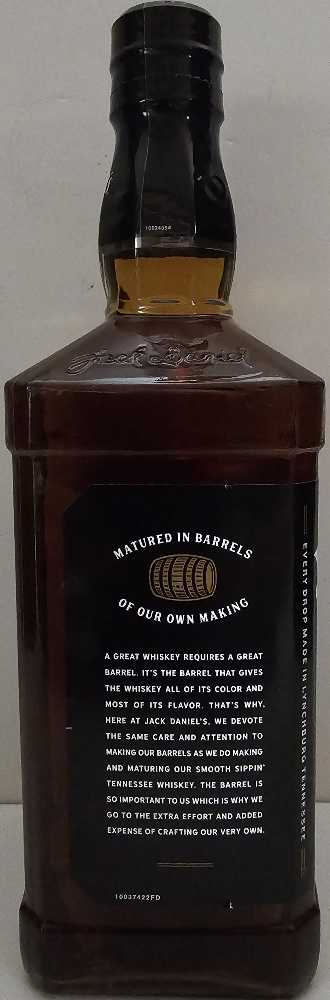 10034054
Jack Daniel
MATURED IN BARRELS
OF OUR OWN MAKING
A GREAT WHISKEY REQUIRES A GREAT
BARREL. IT'S THE BARREL THAT GIVES
THE WHISKEY ALL OF ITS COLOR AND
MOST OF ITS FLAVOR. THAT'S WHY,
HERE AT JACK DANIEL'S, WE DEVOTE
THE SAME CARE AND ATTENTION TO
MAKING OUR BARRELS AS WE DO MAKING
AND MATURING OUR SMOOTH SIPPIN'
TENNESSEE WHISKEY. THE BARREL IS
SO IMPORTANT TO US WHICH IS WHY WE
GO TO THE EXTRA EFFORT AND ADDED
EXPENSE OF CRAFTING OUR VERY OWN.
10037422FD
EVERY DROP MADE IN LYNCHBURG TENNESSEE